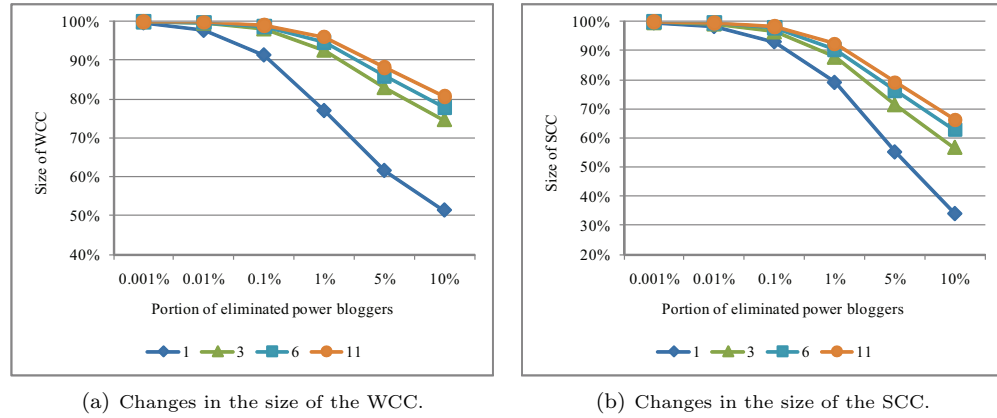 100%
90%
80%
70%
60%
50%
40%
Size of WCC
0.001% 0.01% 0.1% 1% 5% 10%
Portion of eliminated power bloggers
1 3 6 11
(a) Changes in the size of the WCC.
100%
90%
80%
70%
60%
50%
40%
30%
20%
Size of SCC
0.001% 0.01% 0.1% 1% 5% 10%
Portion of eliminated power bloggers
1 3 6 11
(b) Changes in the size of the SCC.